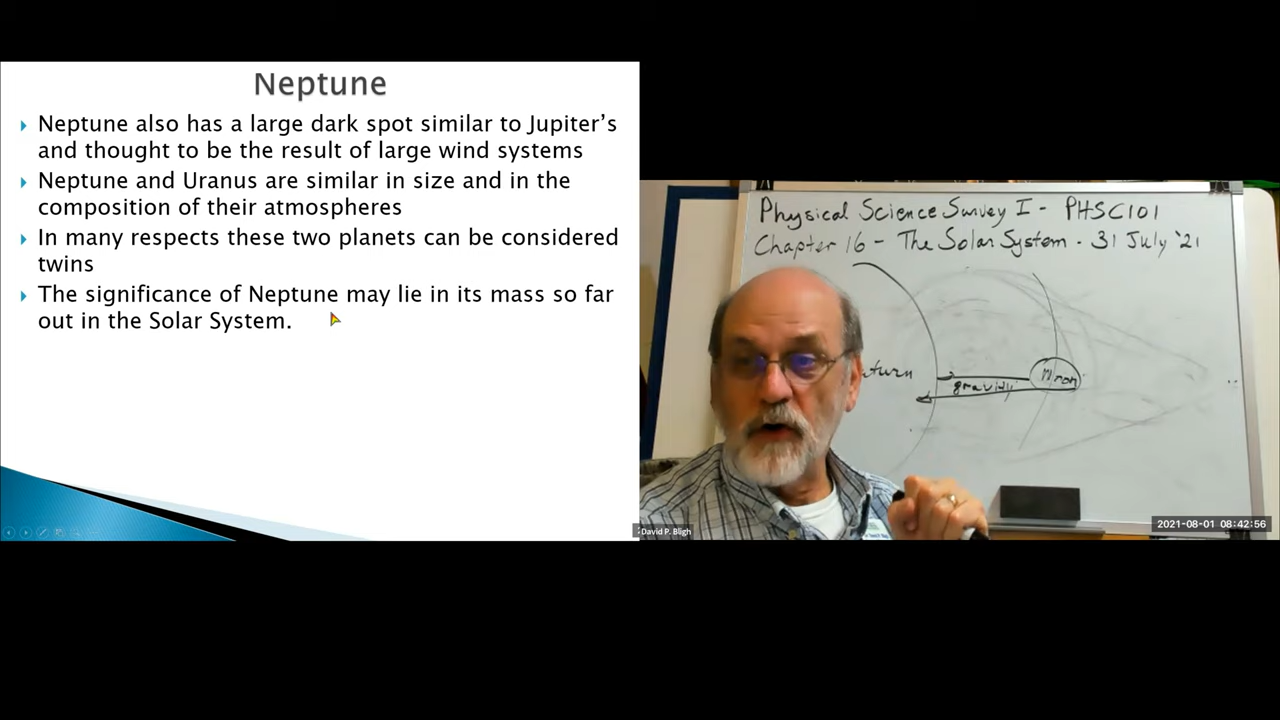 Neptune
Neptune also has a large dark spot similar to Jupiter’s
and thought to be the result of large wind systems
Neptune and Uranus are similar in size and in the
composition of their atmospheres
In many respects these two planets can be considered
twins
The significance of Neptune may lie in its mass so far
out in the Solar System.
Physical Science Survey I - PHSC101
Chapter 16 - The Solar System - 31 July '21
turn
gravity
Moon
David P. Bligh
2021-08-01 08:42:56